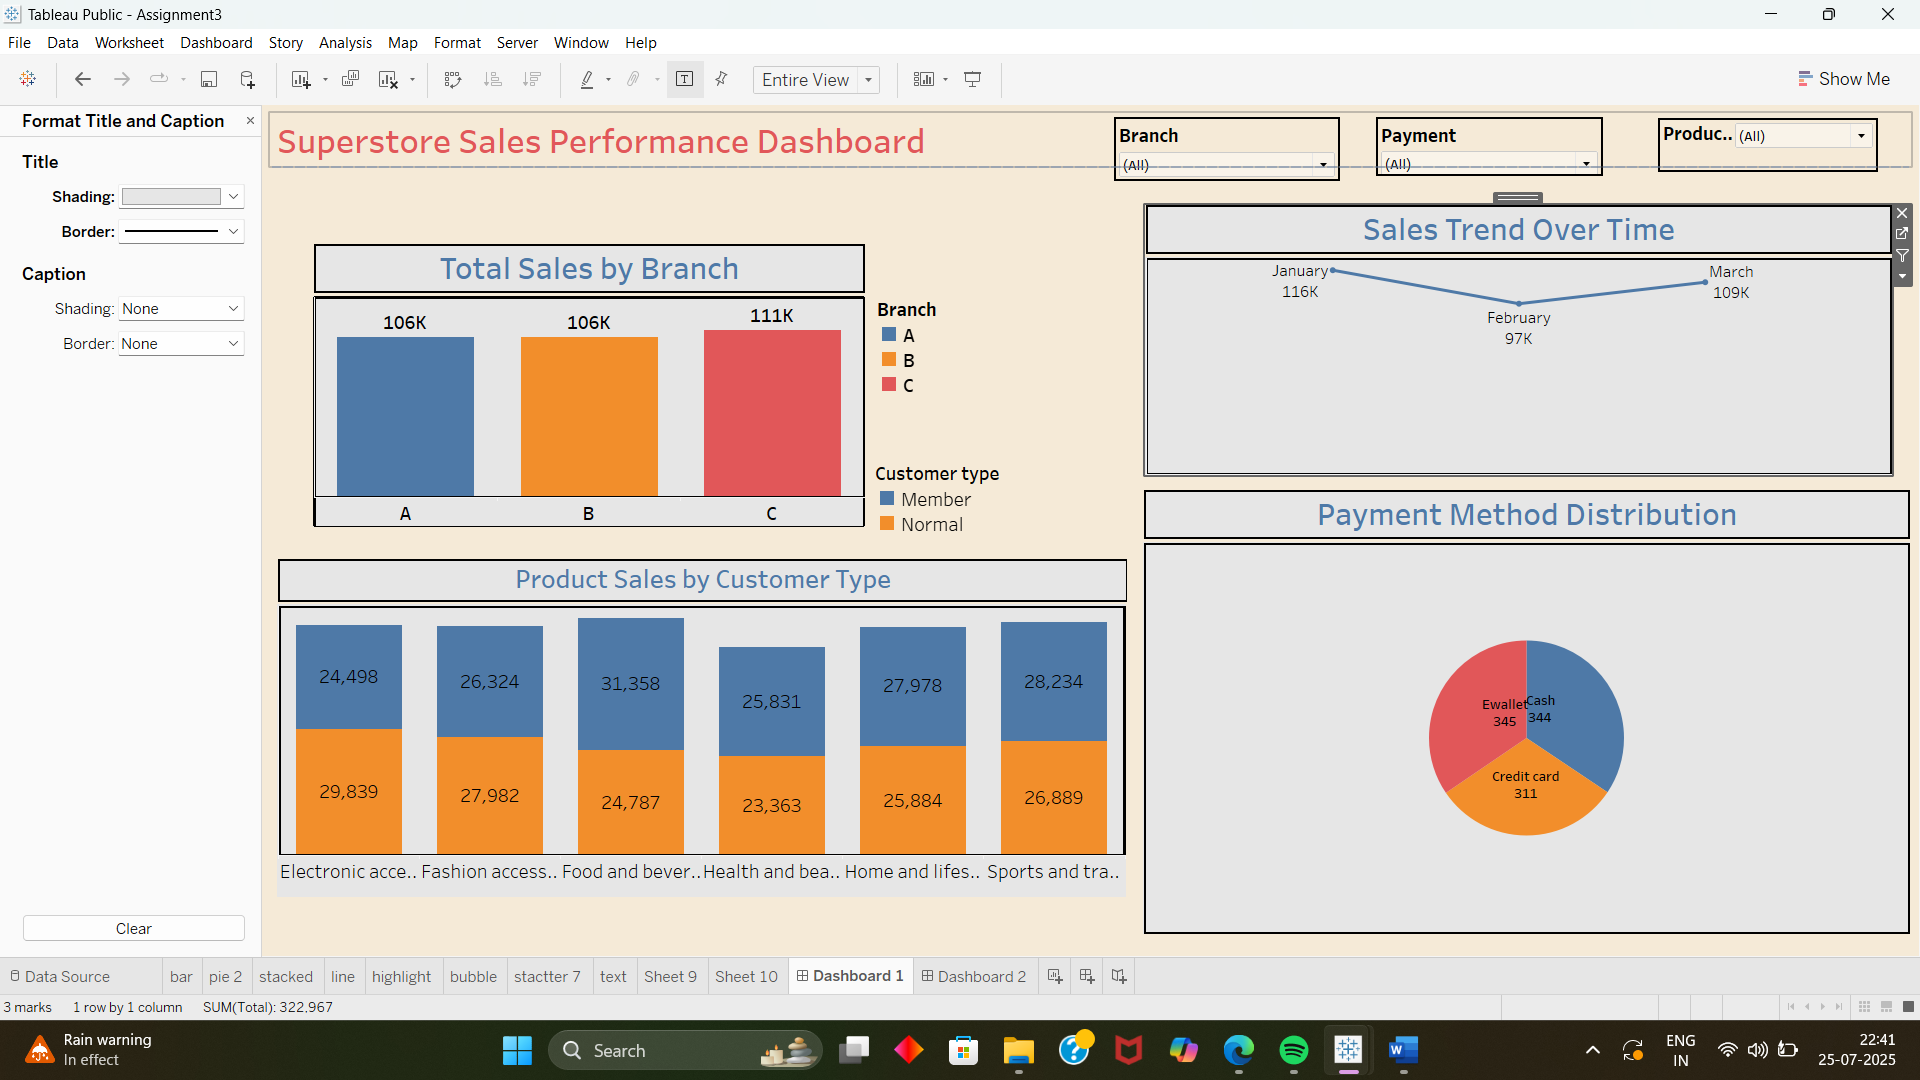 Tableau Public - Assignment3
File Data Worksheet Dashboard Story Analysis Map Format Server Window Help
Entire View
Show Me
Format Title and Caption
Title
Shading:
Border:
Caption
Shading: None
Border: None
Clear
Superstore Sales Performance Dashboard
Branch
(All)
Payment
(All)
Produc.. (All)
Total Sales by Branch
106K 106K 111K
A B C
Branch
A
B
C
Customer type
Member
Normal
Sales Trend Over Time
January
116K
February
97K
March
109K
Product Sales by Customer Type
24,498 26,324 31,358 25,831 27,978 28,234
29,839 27,982 24,787 23,363 25,884 26,889
Electronic acce.. Fashion access.. Food and bever.. Health and bea.. Home and lifes.. Sports and tra..
Payment Method Distribution
Ewallet
345
Cash
344
Credit card
311
Data Source bar pie 2 stacked line highlight bubble stactter 7 text Sheet 9 Sheet 10 Dashboard 1 Dashboard 2
3 marks 1 row by 1 column SUM(Total): 322,967
Rain warning
In effect
Search
ENG
IN
22:41
25-07-2025